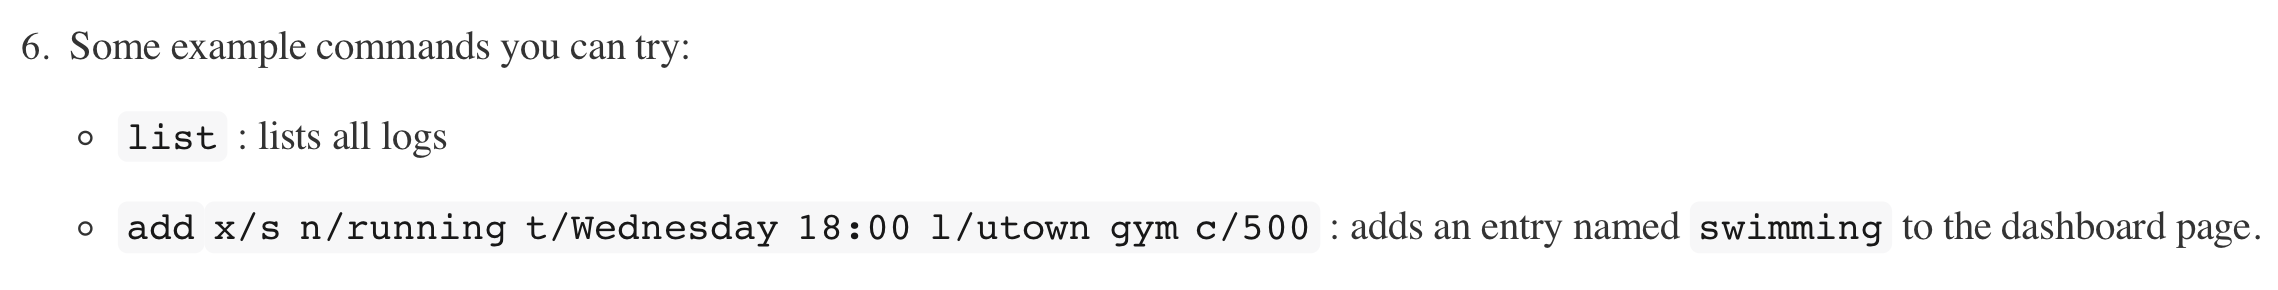 6. Some example commands you can try:
list : lists all logs
add x/s n/running t/Wednesday 18:00 l/utown gym c/500 : adds an entry named swimming to the dashboard page.